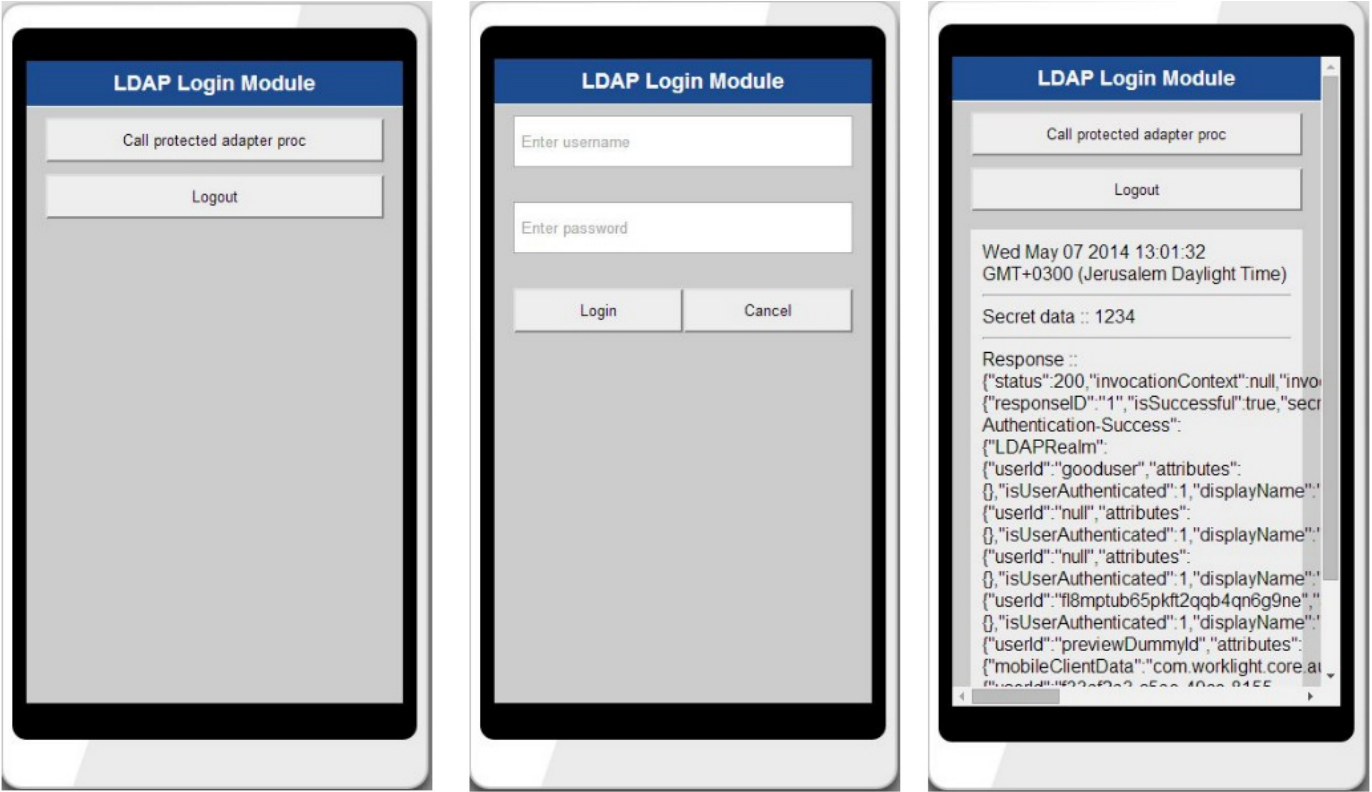 LDAP Login Module
Call protected adapter proc
Logout
LDAP Login Module
Enter username
Enter password
Login
Cancel
LDAP Login Module
Call protected adapter proc
Logout
Wed May 07 2014 13:01:32
GMT+0300 (Jerusalem Daylight Time)
Secret data :: 1234
Response ::
{"status":200,"invocationContext":null,"invo
{"responseID":"1","isSuccessful":true,"secr
Authentication-Success":
{"LDAPRealm":
{"userId":"gooduser","attributes":
{},"isUserAuthenticated":1,"displayName":"
{"userId":"null","attributes":
{},"isUserAuthenticated":1,"displayName":"
{"userId":"null","attributes":
{},"isUserAuthenticated":1,"displayName":"
{"userId":"fl8mptub65pkft2qqb4qn6g9ne","
{},"isUserAuthenticated":1,"displayName":"
{"userId":"previewDummyId","attributes":
{"mobileClientData":"com.worklight.core.au